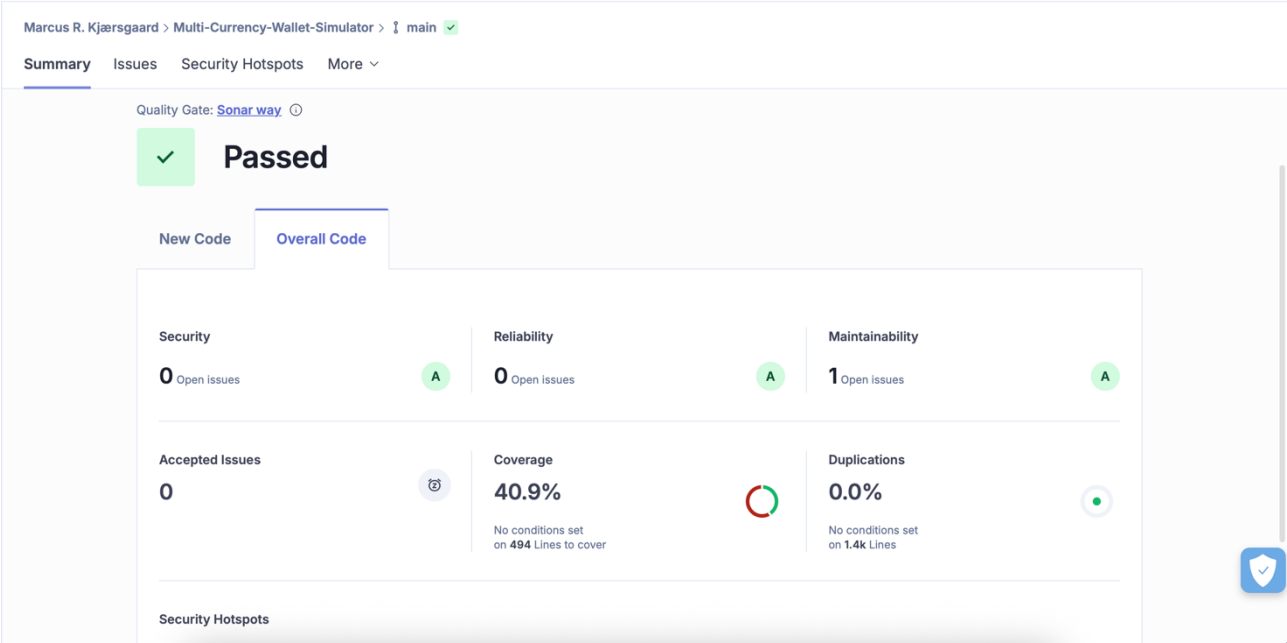 Marcus R. Kjærsgaard > Multi-Currency-Wallet-Simulator > main
Summary Issues Security Hotspots More
Quality Gate: Sonar way
Passed
New Code Overall Code
Security Reliability Maintainability
0 Open issues A 0 Open issues A 1 Open issues A
Accepted Issues Coverage Duplications
0 40.9% 0.0%
No conditions set No conditions set
on 494 Lines to cover on 1.4k Lines
Security Hotspots